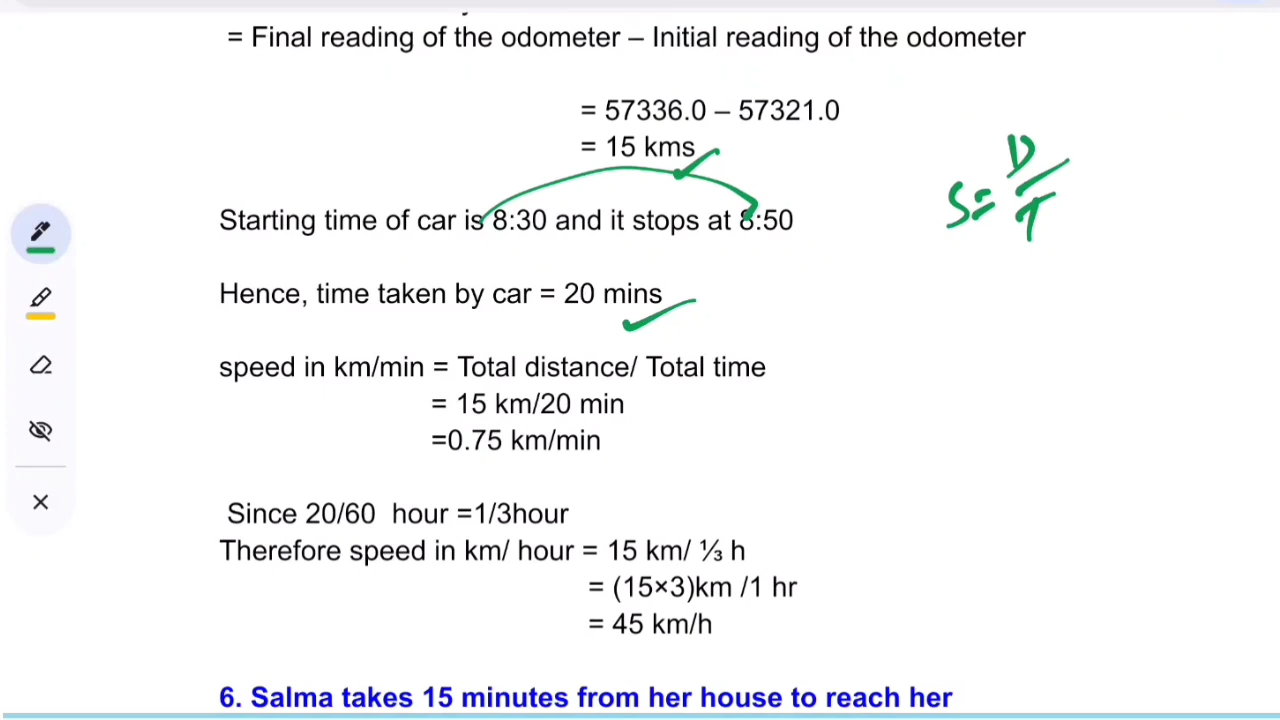 = Final reading of the odometer – Initial reading of the odometer
= 57336.0 – 57321.0
= 15 kms
S= D/T
Starting time of car is 8:30 and it stops at 8:50
Hence, time taken by car = 20 mins
speed in km/min = Total distance/ Total time
= 15 km/20 min
=0.75 km/min
Since 20/60 hour =1/3hour
Therefore speed in km/ hour = 15 km/ ⅓ h
= (15×3)km /1 hr
= 45 km/h
6. Salma takes 15 minutes from her house to reach her